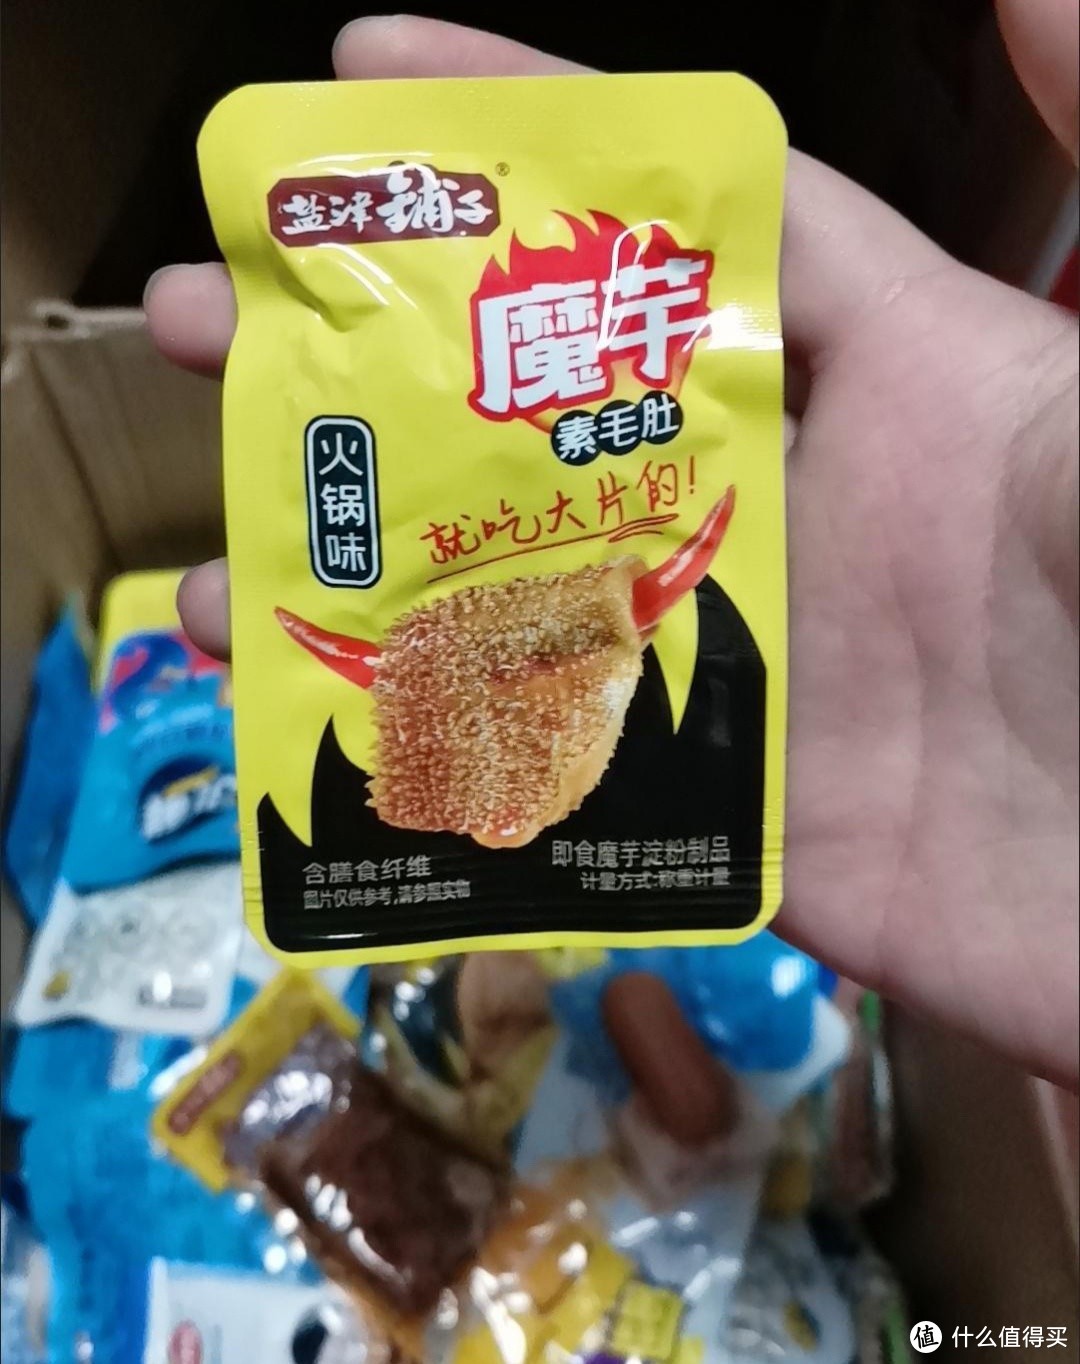 盐津铺子®
魔芋
素毛肚
火锅味
就吃大片的!
含膳食纤维
图片仅供参考,请参照实物
即食魔芋淀粉制品
计量方式:称重计量
值 什么值得买